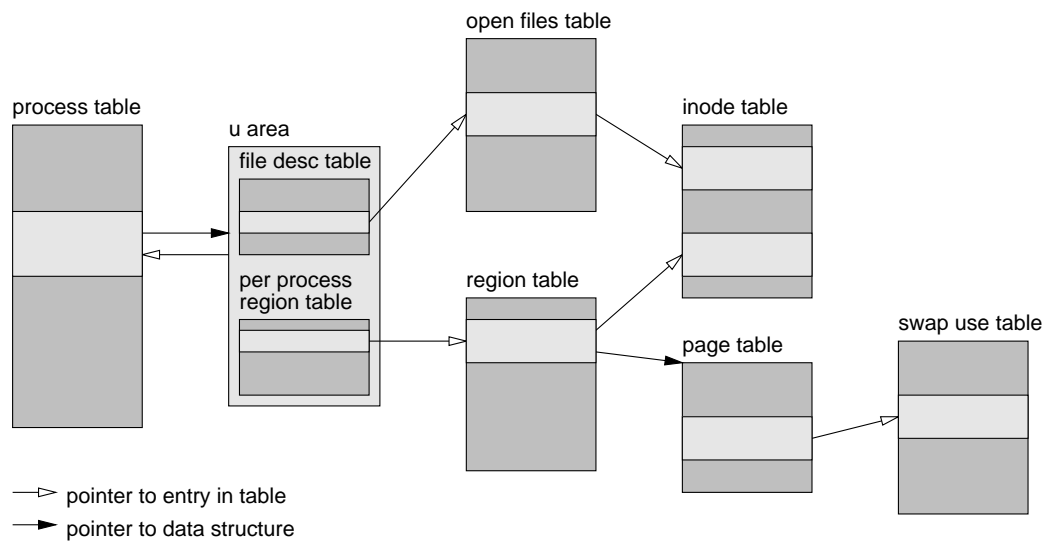 open files table
process table
inode table
u area
file desc table
per process
region table
region table
swap use table
page table
pointer to entry in table
pointer to data structure